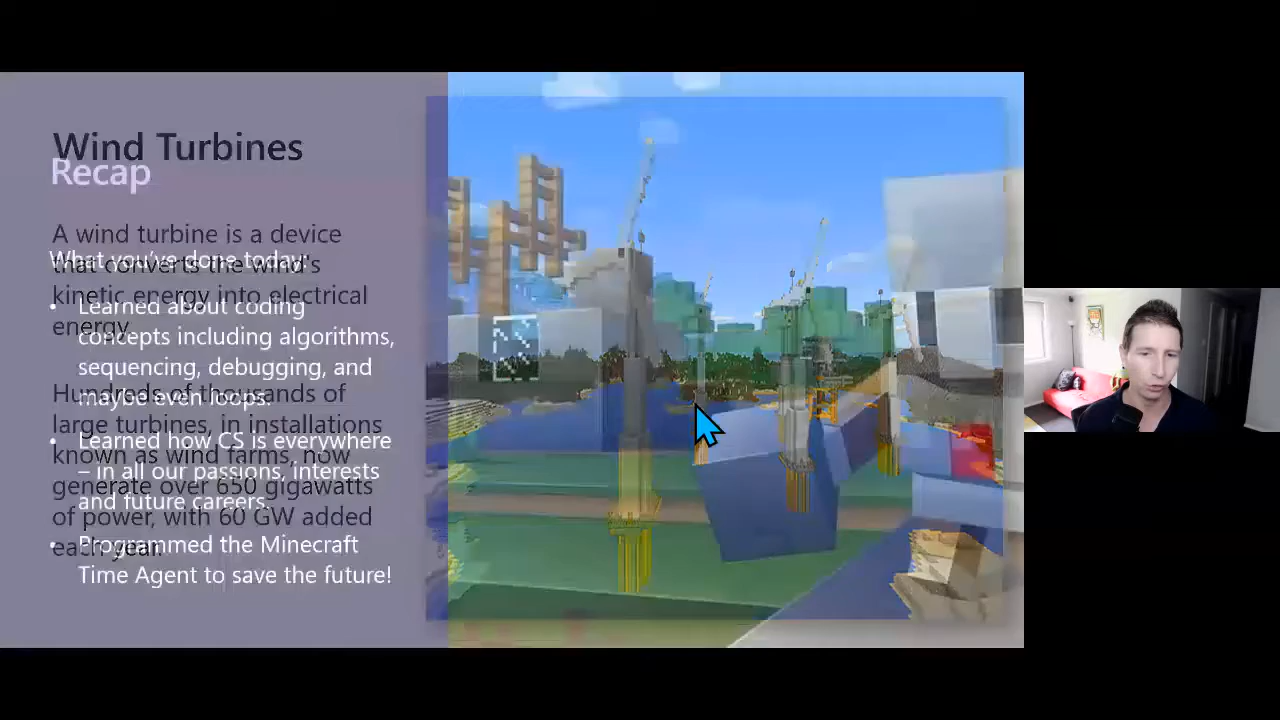 Wind Turbines
A wind turbine is a device
that converts the wind's
kinetic energy into electrical
energy.
Hundreds of thousands of
large turbines, in installations
known as wind farms, now
generate over 650 gigawatts
of power, with 60 GW added
each year.
Recap
What you've done today:
• Learned about coding
concepts including algorithms,
sequencing, debugging, and
maybe even loops.
• Learned how CS is everywhere
– in all our passions, interests
and future careers.
• Programmed the Minecraft
Time Agent to save the future!